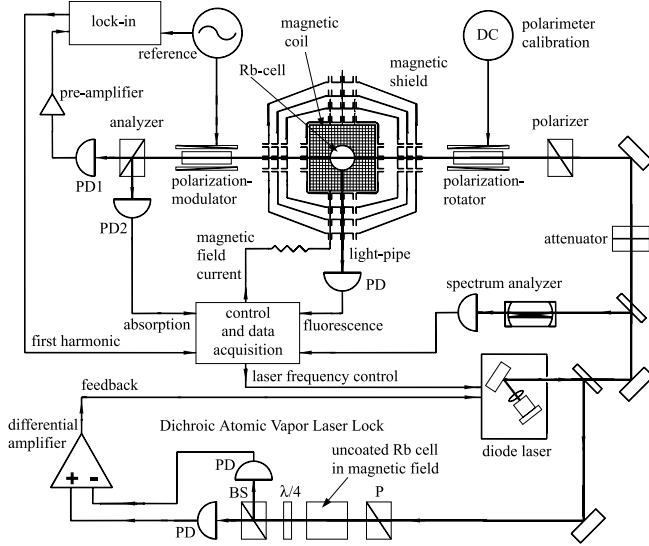 lock-in
reference
pre-amplifier
analyzer
PD1
PD2
polarization-
modulator
magnetic
coil
Rb-cell
magnetic
shield
DC
polarimeter
calibration
polarizer
polarization-
rotator
attenuator
magnetic
field
current
light-pipe
PD
spectrum analyzer
absorption
fluorescence
control
and data
acquisition
first harmonic
laser frequency control
feedback
diode laser
differential
amplifier
Dichroic Atomic Vapor Laser Lock
uncoated Rb cell
in magnetic field
PD
BS
λ/4
P
+
-
PD